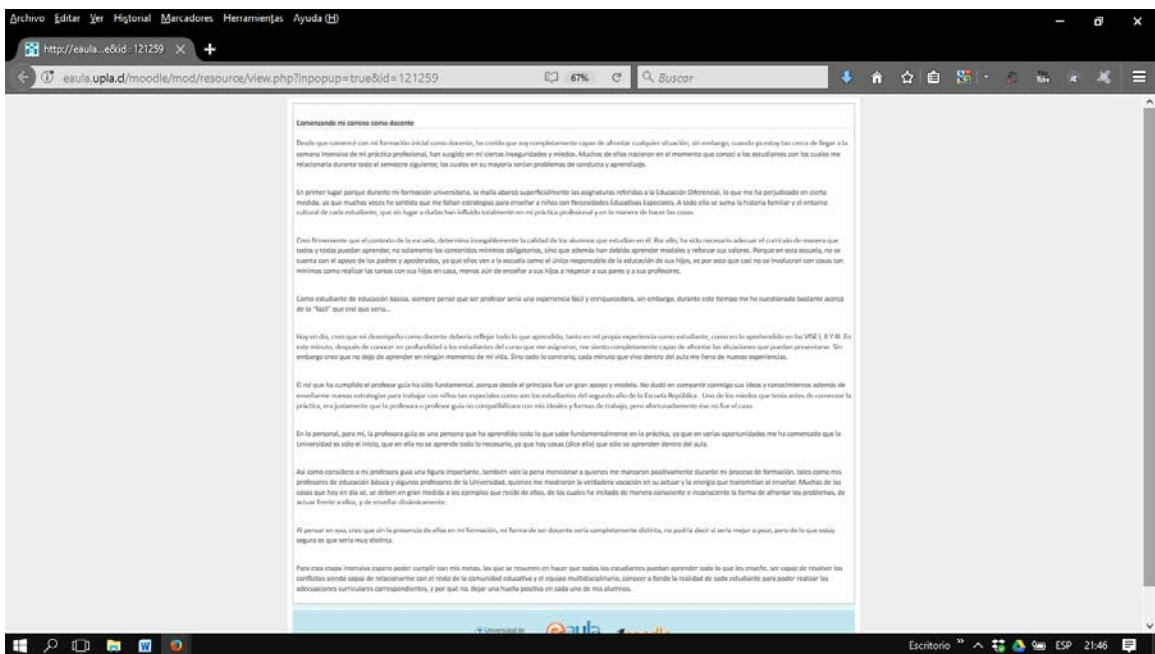 Archivo Editar Ver Historial Marcadores Herramientas Ayuda (H)
http://eaula...e&id=121259
eaula.upla.cl/moodle/mod/resource/view.php?inpopup=true&id=121259 67% Buscar
Comenzando mi camino como docente
Desde que comencé con mi formación inicial como docente, he creído que soy completamente capaz de afrontar cualquier situación, sin embargo, cuando ya estoy tan cerca de llegar a la
semana intensiva de mi práctica profesional, han surgido en mi ciertas inseguridades y miedos. Muchos de ellos nacieron en el momento que conocí a los estudiantes con los cuales me
relacionaría durante todo el semestre siguiente; los cuales en su mayoría tenían problemas de conducta y aprendizaje.
En primer lugar porque durante mi formación universitaria, la malla abarcó superficialmente las asignaturas referidas a la Educación Diferencial, lo que me ha perjudicado en cierta
medida, ya que muchas veces he sentido que me faltan estrategias para enseñar a niños con Necesidades Educativas Especiales. A todo ello se suma la historia familiar y el entorno
cultural de cada estudiante, que sin lugar a dudas han influido totalmente en mi práctica profesional y en la manera de hacer las cosas.
Creo firmemente que el contexto de la escuela, determina innegablemente la calidad de los alumnos que estudian en él. Por ello, ha sido necesario adecuar el currículo de manera que
todos y todas puedan aprender, no solamente los contenidos mínimos obligatorios, sino que además han debido aprender modales y reforzar sus valores. Porque en esta escuela, no se
cuenta con el apoyo de los padres y apoderados, ya que ellos ven a la escuela como el único responsable de la educación de sus hijos, es por esto que casi no se involucran con cosas tan
mínimas como realizar las tareas con sus hijos en casa, menos aún de enseñar a sus hijos a respetar a sus pares y a sus profesores.
Como estudiante de educación básica, siempre pensé que ser profesor sería una experiencia fácil y enriquecedora, sin embargo, durante este tiempo me he cuestionado bastante acerca
de lo "fácil" que creí que sería...
Hoy en día, creo que mi desempeño como docente debería reflejar todo lo que aprendido, tanto en mi propia experiencia como estudiante, como en lo aprehendido en las VISE I, II Y III. En
este minuto, después de conocer en profundidad a los estudiantes del curso que me asignaron, me siento completamente capaz de afrontar las situaciones que puedan presentarse. Sin
embargo creo que no dejo de aprender en ningún momento de mi vida. Sino todo lo contrario, cada minuto que vivo dentro del aula me llena de nuevas experiencias.
El rol que ha cumplido el profesor guía ha sido fundamental, porque desde el principio fue un gran apoyo y modelo. No dudó en compartir conmigo sus ideas y conocimientos además de
enseñarme nuevas estrategias para trabajar con niños tan especiales como son los estudiantes del segundo año de la Escuela República . Uno de los miedos que tenía antes de comenzar la
práctica, era justamente que la profesora o profesor guía no compatibilizara con mis ideales y formas de trabajo, pero afortunadamente ése no fue el caso.
En lo personal, para mí, la profesora guía es una persona que ha aprendido todo lo que sabe fundamentalmente en la práctica, ya que en varias oportunidades me ha comentado que la
Universidad es sólo el inicio, que en ella no se aprende todo lo necesario, ya que hay cosas (dice ella) que sólo se aprenden dentro del aula.
Así como considero a mi profesora guía una figura importante, también vale la pena mencionar a quienes me marcaron positivamente durante mi proceso de formación, tales como mis
profesores de educación básica y algunos profesores de la Universidad, quienes me mostraron la verdadera vocación en su actuar y la energía que transmitían al enseñar. Muchas de las
cosas que hoy en día sé, se deben en gran medida a los ejemplos que recibí de ellos, de los cuales he imitado de manera consciente e inconsciente la forma de afrontar los problemas, de
actuar frente a ellos, y de enseñar dinámicamente.
Al pensar en eso, creo que sin la presencia de ellos en mi formación, mi forma de ser docente sería completamente distinta, no podría decir si sería mejor o peor, pero de lo que estoy
segura es que sería muy distinta.
Para esta etapa intensiva espero poder cumplir con mis metas, las que se resumen en hacer que todos los estudiantes puedan aprender todo lo que les enseñe, ser capaz de resolver los
conflictos siendo capaz de relacionarme con el resto de la comunidad educativa y el equipo multidisciplinario, conocer a fondo la realidad de cada estudiante para poder realizar las
adecuaciones curriculares correspondientes, y por qué no, dejar una huella positiva en cada uno de mis alumnos.
Universidad de eaula
Escritorio ESP 21:46